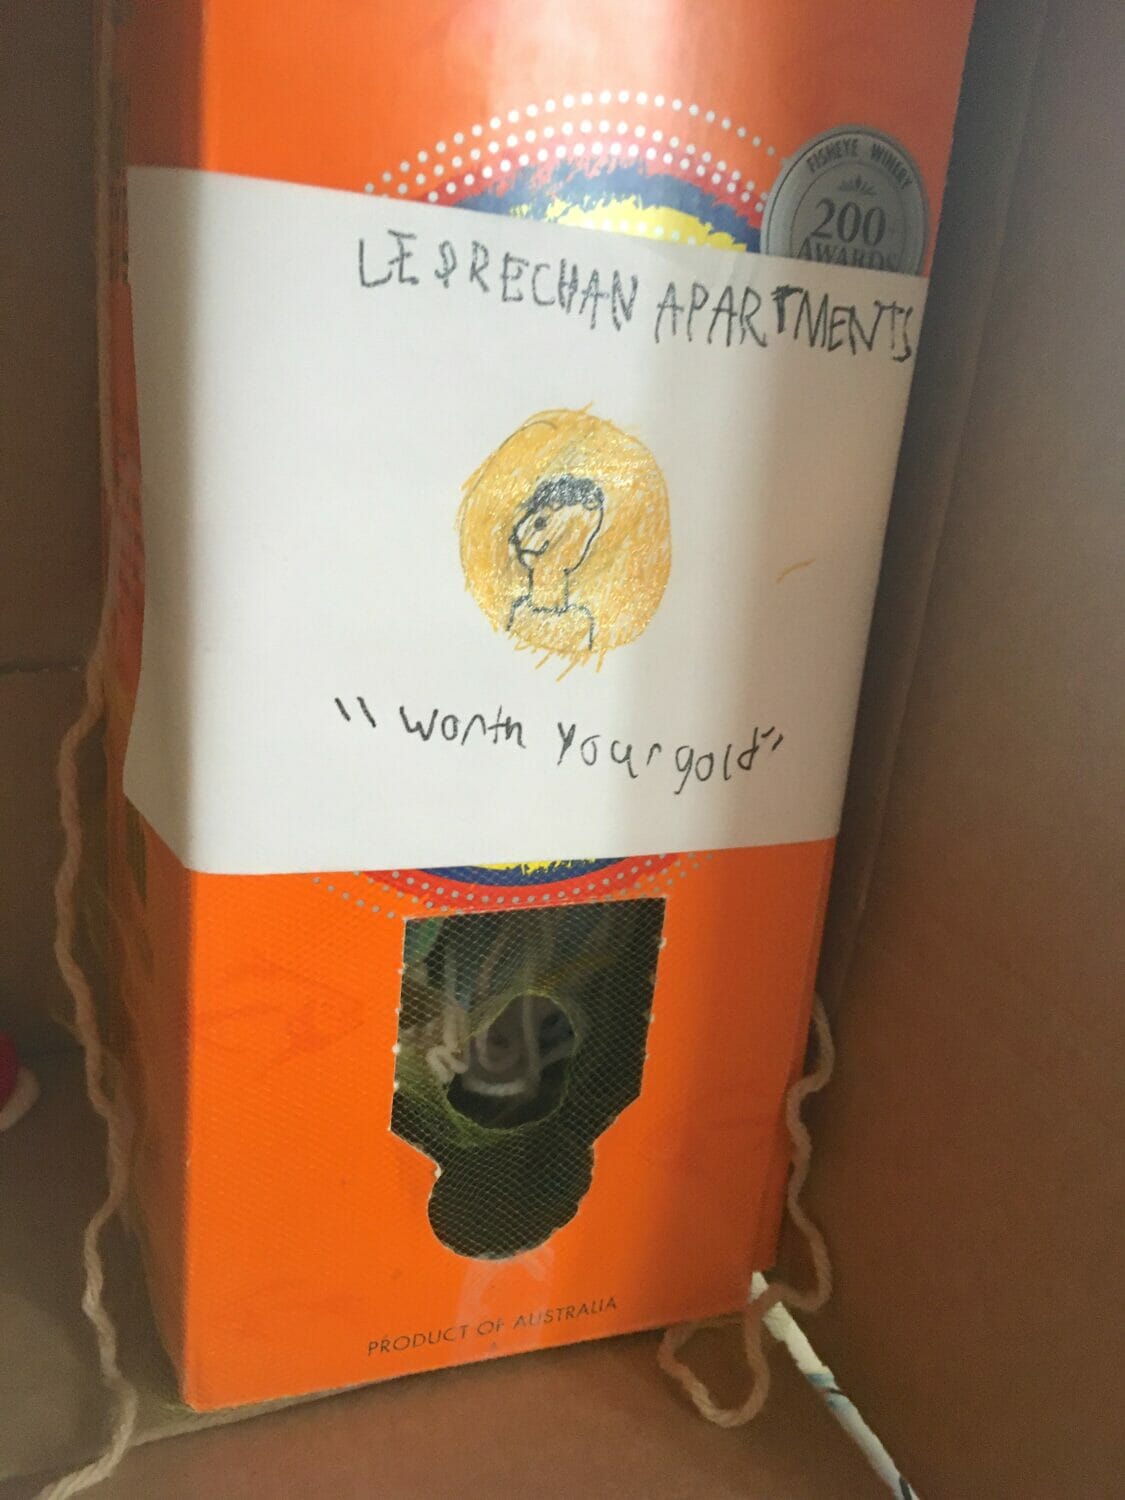 FISHEYE WINERY
200
AWARDS
LEPRECHAN APARTMENTS
"worth your gold"
PRODUCT OF AUSTRALIA